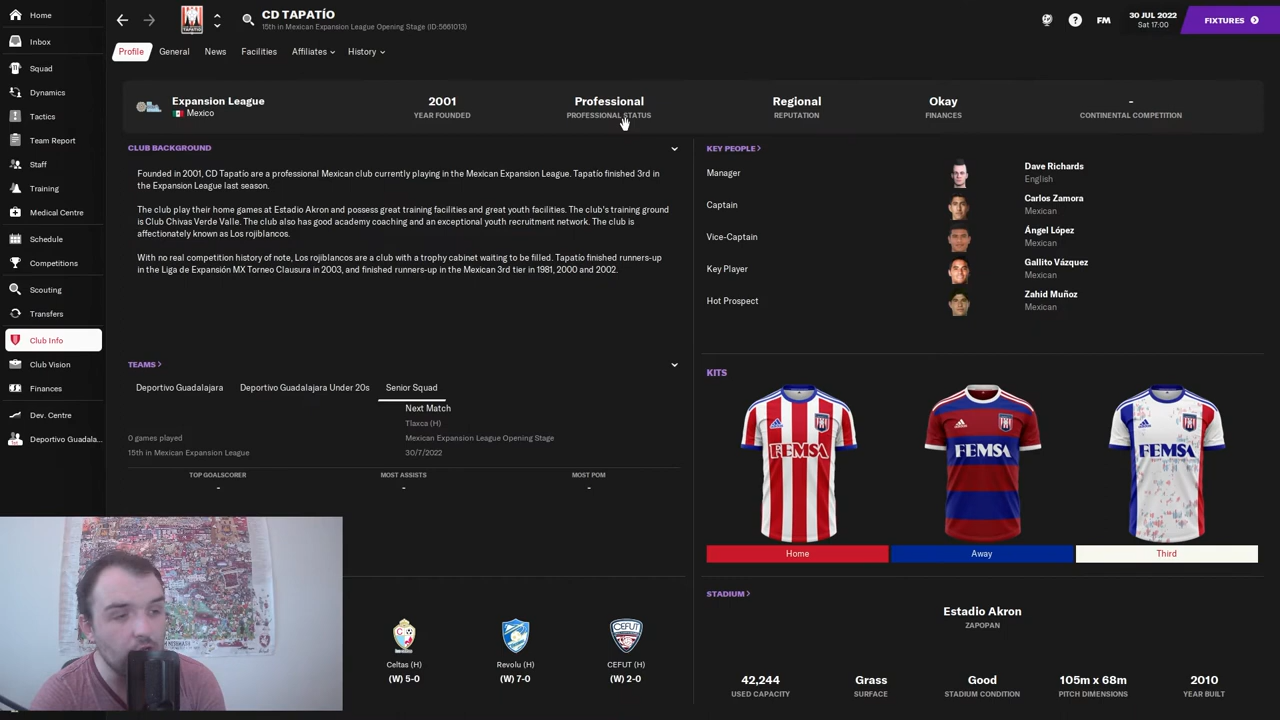 Home
Inbox
Squad
Dynamics
Tactics
Team Report
Staff
Training
Medical Centre
Schedule
Competitions
Scouting
Transfers
Club Info
Club Vision
Finances
Dev. Centre
Deportivo Guadala...
CD TAPATÍO
15th in Mexican Expansion League Opening Stage (ID:5661013)
FM
30 JUL 2022
Sat 17:00
FIXTURES
Profile
General
News
Facilities
Affiliates
History
Expansion League
Mexico
2001
YEAR FOUNDED
Professional
PROFESSIONAL STATUS
Regional
REPUTATION
Okay
FINANCES
-
CONTINENTAL COMPETITION
CLUB BACKGROUND
Founded in 2001, CD Tapatío are a professional Mexican club currently playing in the Mexican Expansion League. Tapatío finished 3rd in
the Expansion League last season.
The club play their home games at Estadio Akron and possess great training facilities and great youth facilities. The club's training ground
is Club Chivas Verde Valle. The club also has good academy coaching and an exceptional youth recruitment network. The club is
affectionately known as Los rojiblancos.
With no real competition history of note, Los rojiblancos are a club with a trophy cabinet waiting to be filled. Tapatío finished runners-up
in the Liga de Expansión MX Torneo Clausura in 2003, and finished runners-up in the Mexican 3rd tier in 1981, 2000 and 2002.
TEAMS >
Deportivo Guadalajara
Deportivo Guadalajara Under 20s
Senior Squad
Next Match
Tlaxca (H)
0 games played
Mexican Expansion League Opening Stage
15th in Mexican Expansion League
30/7/2022
TOP GOALSCORER
MOST ASSISTS
MOST POM
-
-
-
Celtas (H)
(W) 5-0
Revolu (H)
(W) 7-0
CEFUT
CEFUT (H)
(W) 2-0
KEY PEOPLE >
Manager
Dave Richards
English
Captain
Carlos Zamora
Mexican
Vice-Captain
Ángel López
Mexican
Key Player
Gallito Vázquez
Mexican
Hot Prospect
Zahid Muñoz
Mexican
KITS
FEMSA
FEMSA
FEMSA
Home
Away
Third
STADIUM >
Estadio Akron
ZAPOPAN
42,244
USED CAPACITY
Grass
SURFACE
Good
STADIUM CONDITION
105m x 68m
PITCH DIMENSIONS
2010
YEAR BUILT